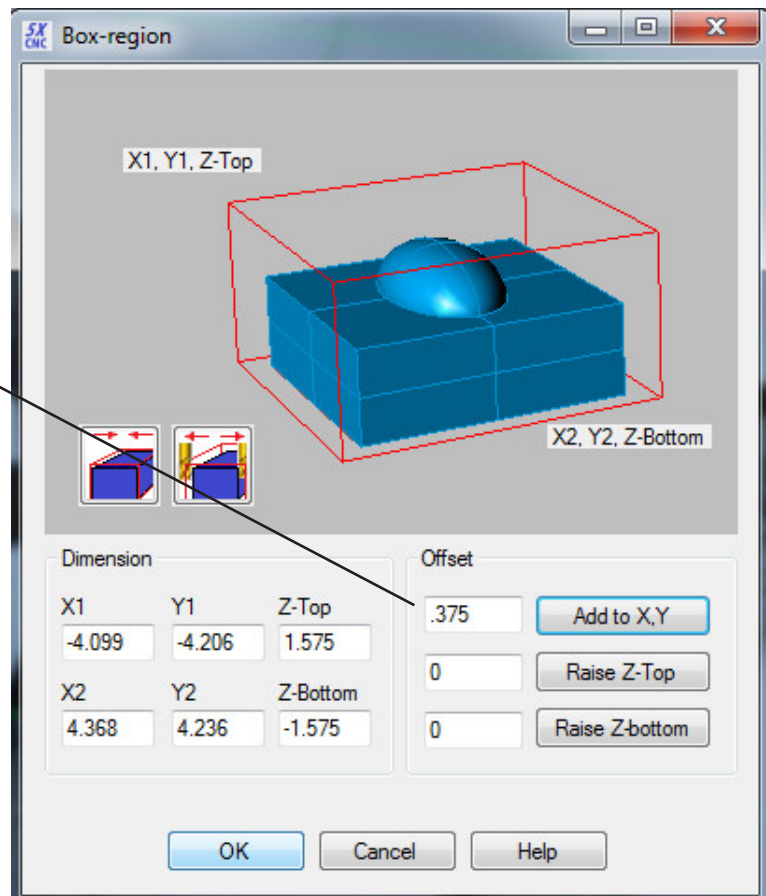 5X
CNC
Box-region
X1, Y1, Z-Top
X2, Y2, Z-Bottom
Dimension
X1 Y1 Z-Top
-4.099 -4.206 1.575
X2 Y2 Z-Bottom
4.368 4.236 -1.575
Offset
.375 Add to X,Y
0 Raise Z-Top
0 Raise Z-bottom
OK Cancel Help